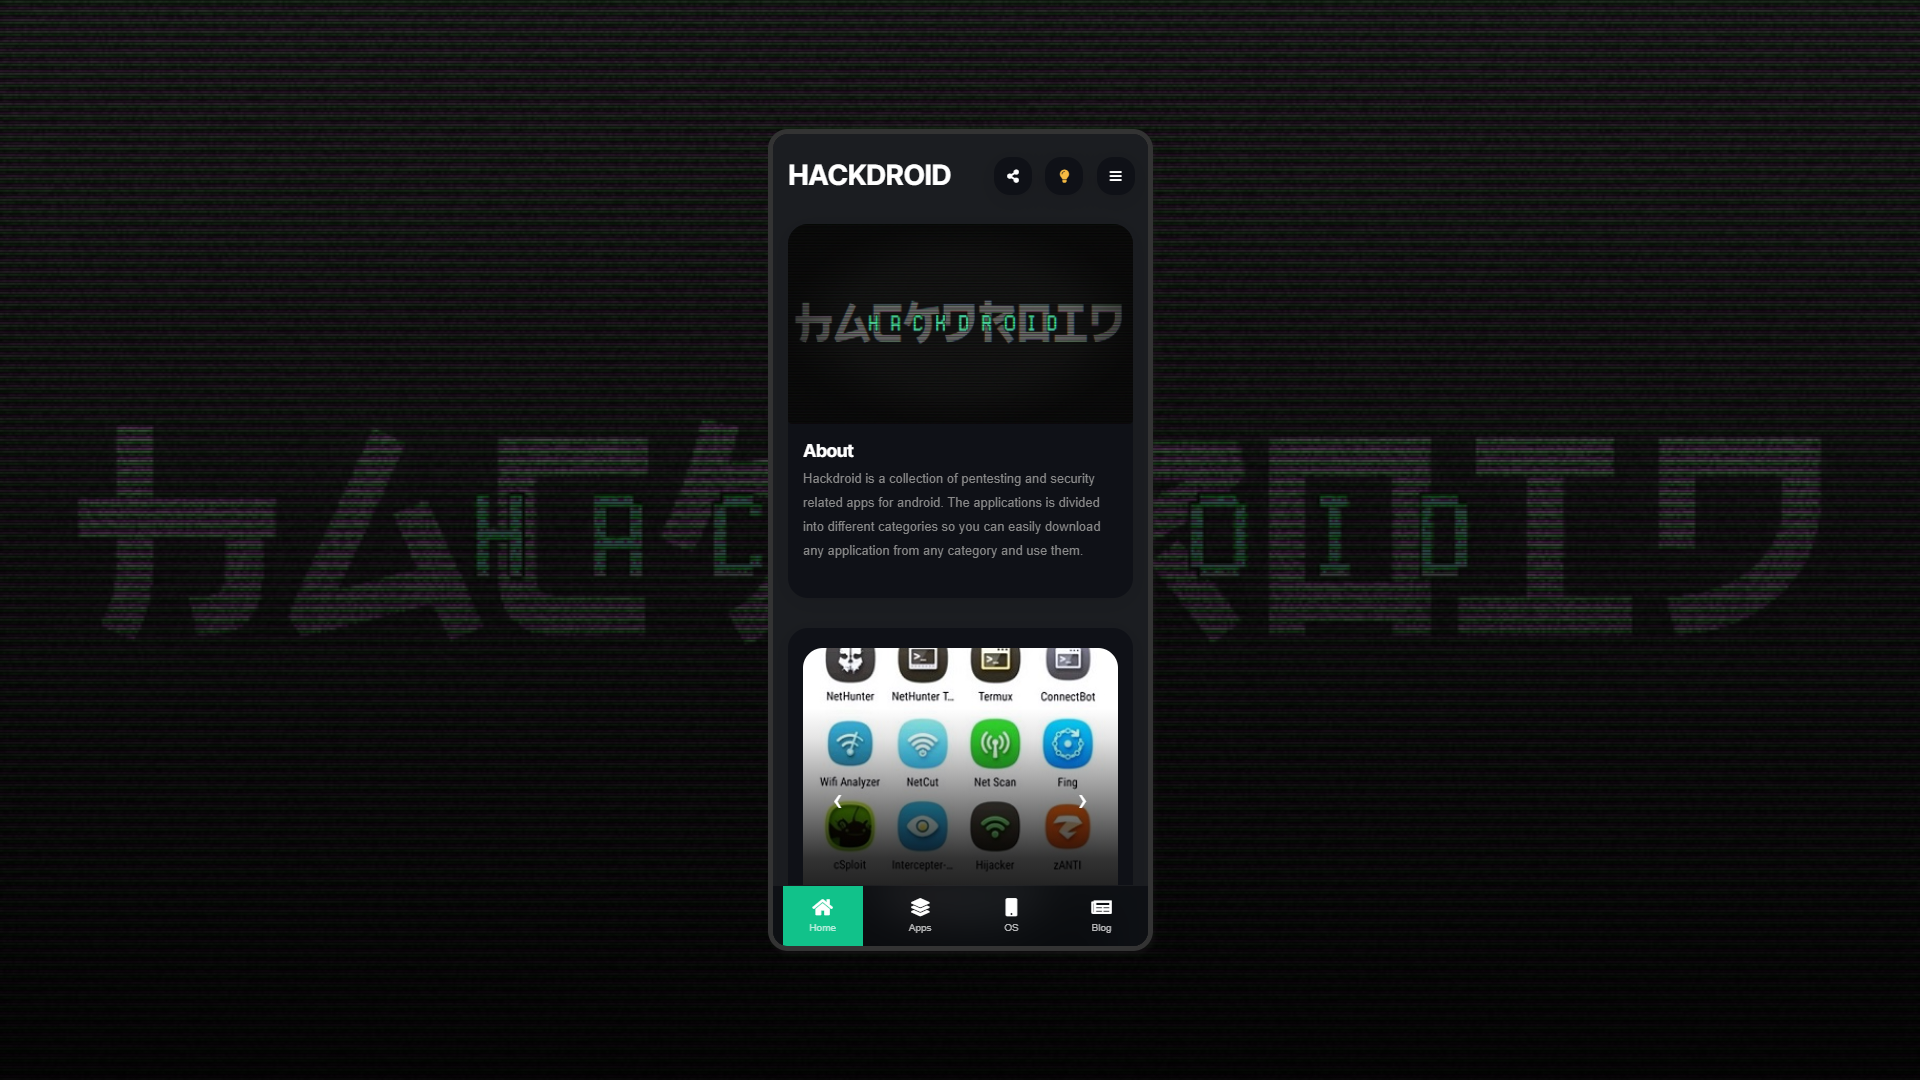 HACKDROID
HACKDROID
HACKDROID
About
Hackdroid is a collection of pentesting and security
related apps for android. The applications is divided
into different categories so you can easily download
any application from any category and use them.
H A C
O I D
NetHunter NetHunter T... Termux ConnectBot
Wifi Analyzer NetCut Net Scan Fing
cSploit Intercepter-... Hijacker zANTI
Home Apps OS Blog